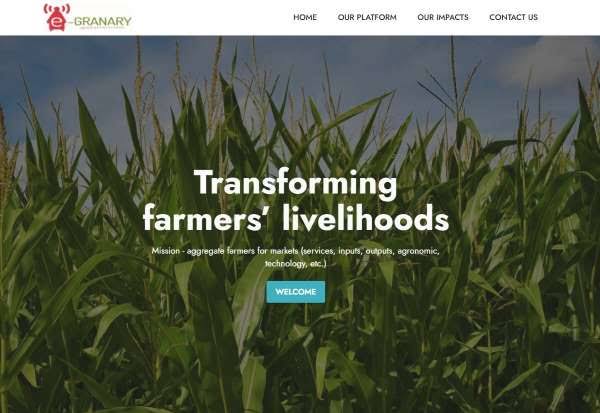 e-GRANARY
HOME OUR PLATFORM OUR IMPACTS CONTACT US
Transforming
farmers' livelihoods
Mission - aggregate farmers for markets (services, inputs, outputs, agronomic,
technology, etc.)
WELCOME